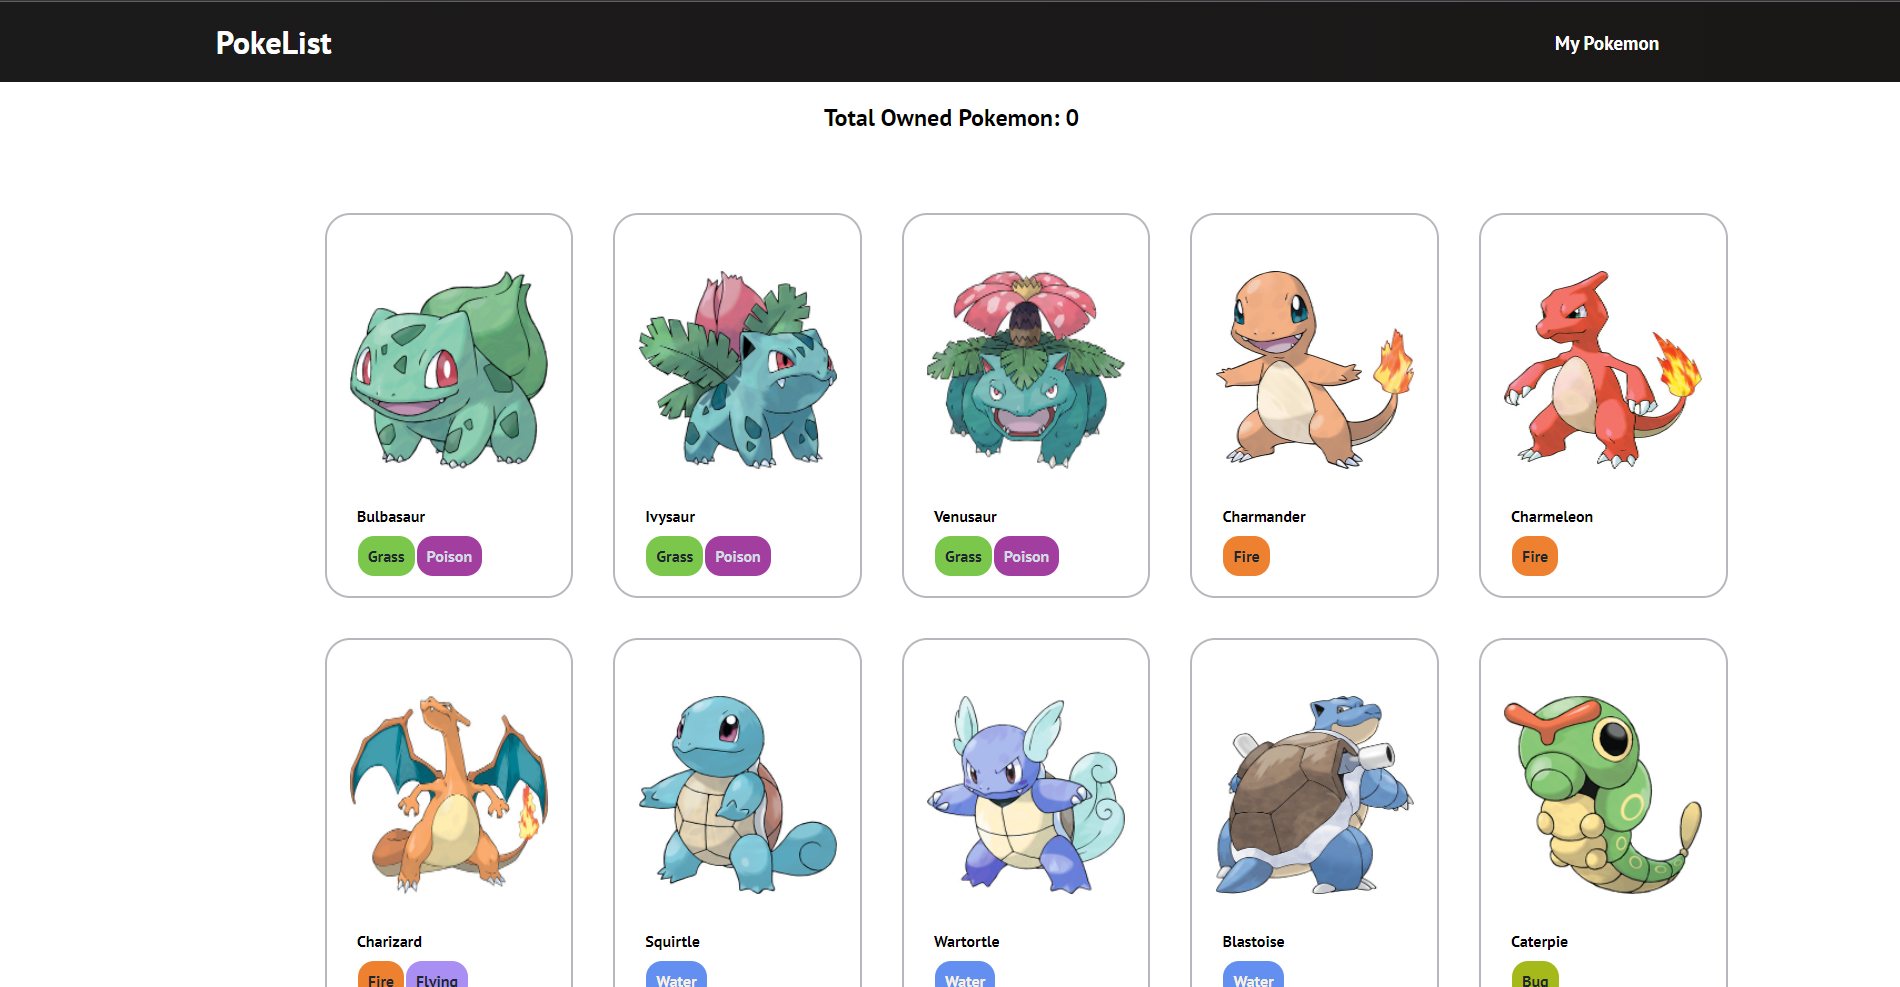 PokeList
My Pokemon
Total Owned Pokemon: 0
Bulbasaur
Grass Poison
Ivysaur
Grass Poison
Venusaur
Grass Poison
Charmander
Fire
Charmeleon
Fire
Charizard
Fire Flying
Squirtle
Water
Wartortle
Water
Blastoise
Water
Caterpie
Bug